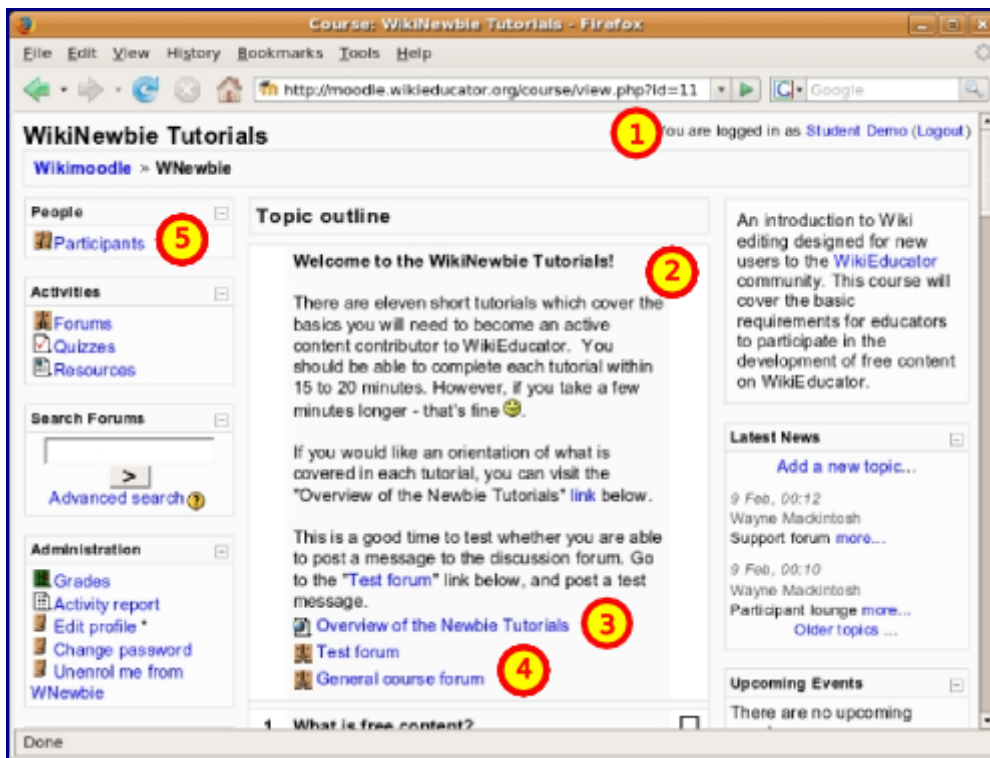 Course: WikiNewbie Tutorials - Firefox
File Edit View History Bookmarks Tools Help
http://moodle.wikieducator.org/course/view.php?id=11
Google
WikiNewbie Tutorials
1
You are logged in as Student Demo (Logout)
Wikimoodle » WNewbie
People
Participants
5
Activities
Forums
Quizzes
Resources
Search Forums
>
Advanced search
Administration
Grades
Activity report
Edit profile *
Change password
Unenrol me from
WNewbie
Topic outline
2
Welcome to the WikiNewbie Tutorials!
There are eleven short tutorials which cover the
basics you will need to become an active
content contributor to WikiEducator. You
should be able to complete each tutorial within
15 to 20 minutes. However, if you take a few
minutes longer - that's fine
If you would like an orientation of what is
covered in each tutorial, you can visit the
"Overview of the Newbie Tutorials" link below.
This is a good time to test whether you are able
to post a message to the discussion forum. Go
to the "Test forum" link below, and post a test
message.
Overview of the Newbie Tutorials
3
Test forum
General course forum
4
1 What is free content?
An introduction to Wiki
editing designed for new
users to the WikiEducator
community. This course will
cover the basic
requirements for educators
to participate in the
development of free content
on WikiEducator.
Latest News
Add a new topic...
9 Feb, 00:12
Wayne Mackintosh
Support forum more...
9 Feb, 00:10
Wayne Mackintosh
Participant lounge more...
Older topics ...
Upcoming Events
There are no upcoming
Done